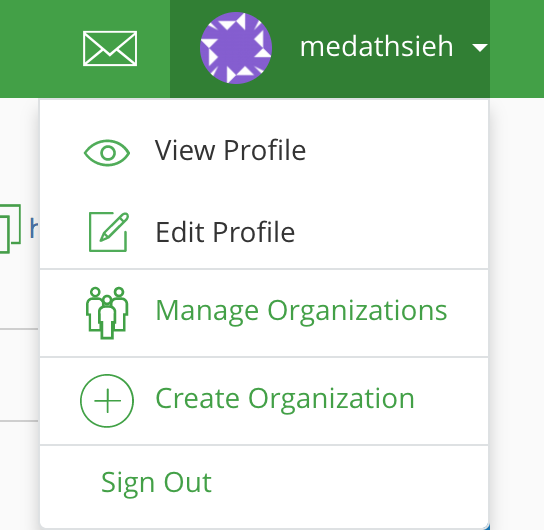 medathsieh
View Profile
Edit Profile
Manage Organizations
Create Organization
Sign Out